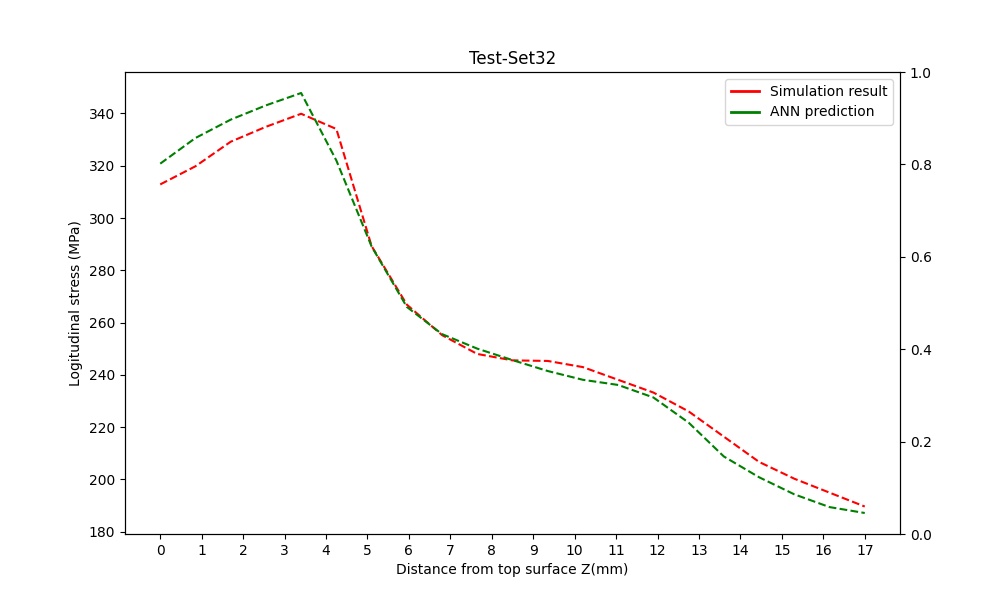 Test-Set32
Simulation result
ANN prediction
340
320
300
280
260
240
220
200
180
1.0
0.8
0.6
0.4
0.2
0.0
Logitudinal stress (MPa)
0 1 2 3 4 5 6 7 8 9 10 11 12 13 14 15 16 17
Distance from top surface Z(mm)